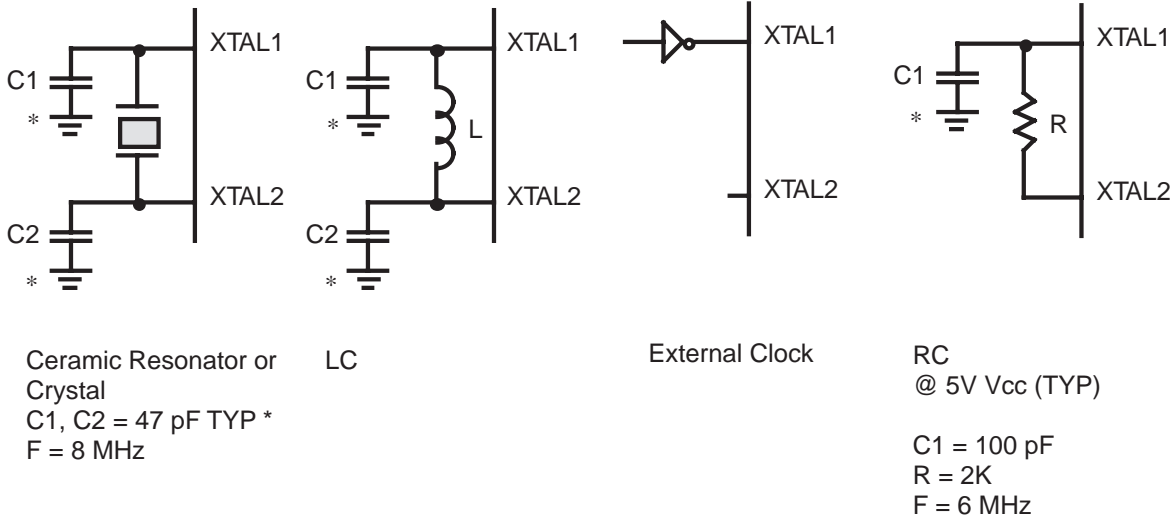 XTAL1
C1
*
XTAL2
C2
*
XTAL1
C1
*
L
XTAL2
C2
*
XTAL1
XTAL2
XTAL1
C1
*
R
XTAL2
Ceramic Resonator or
Crystal
C1, C2 = 47 pF TYP *
F = 8 MHz
LC
External Clock
RC
@ 5V Vcc (TYP)
C1 = 100 pF
R = 2K
F = 6 MHz